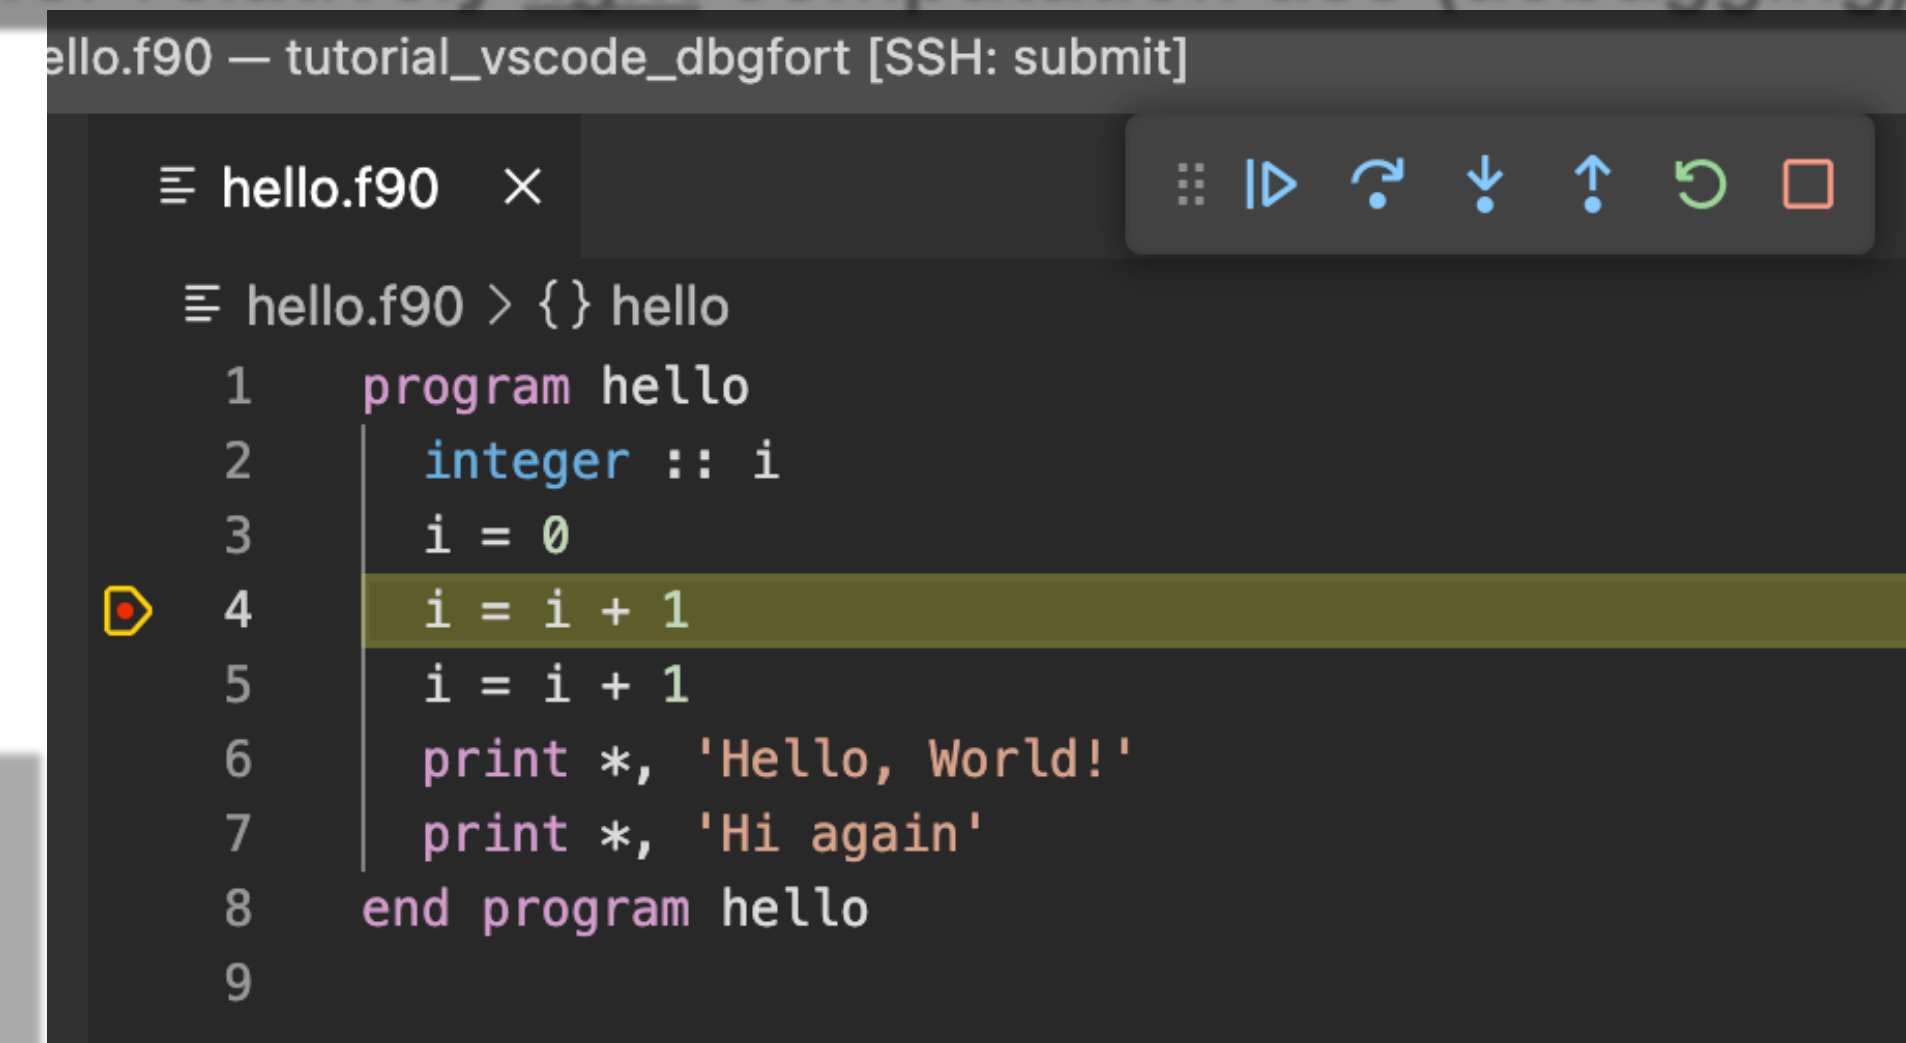 ello.f90 — tutorial_vscode_dbgfort [SSH: submit]
hello.f90
hello.f90 > {} hello
1 program hello
2 integer :: i
3 i = 0
4 i = i + 1
5 i = i + 1
6 print *, 'Hello, World!'
7 print *, 'Hi again'
8 end program hello
9